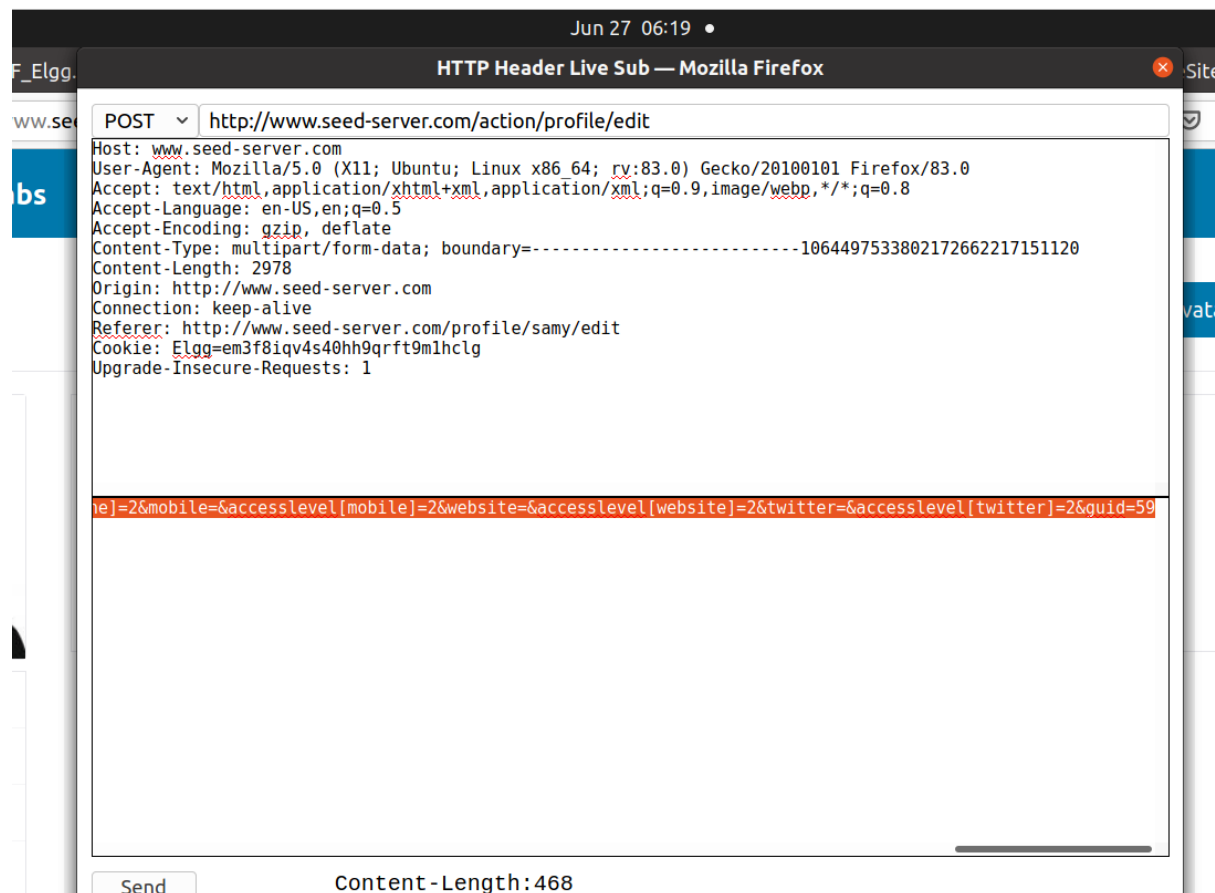 Jun 27 06:19
F_Elgg.
HTTP Header Live Sub — Mozilla Firefox
Site
ww.see
POST
http://www.seed-server.com/action/profile/edit
Host: www.seed-server.com
User-Agent: Mozilla/5.0 (X11; Ubuntu; Linux x86_64; rv:83.0) Gecko/20100101 Firefox/83.0
Accept: text/html,application/xhtml+xml,application/xml;q=0.9,image/webp,*/*;q=0.8
Accept-Language: en-US,en;q=0.5
Accept-Encoding: gzip, deflate
Content-Type: multipart/form-data; boundary=---------------------------1064497533802172662217151120
Content-Length: 2978
Origin: http://www.seed-server.com
Connection: keep-alive
Referer: http://www.seed-server.com/profile/samy/edit
Cookie: Elgg=em3f8iqv4s40hh9qrft9m1hclg
Upgrade-Insecure-Requests: 1
bs
vata
ne]=2&mobile=&accesslevel[mobile]=2&website=&accesslevel[website]=2&twitter=&accesslevel[twitter]=2&guid=59
Send
Content-Length:468